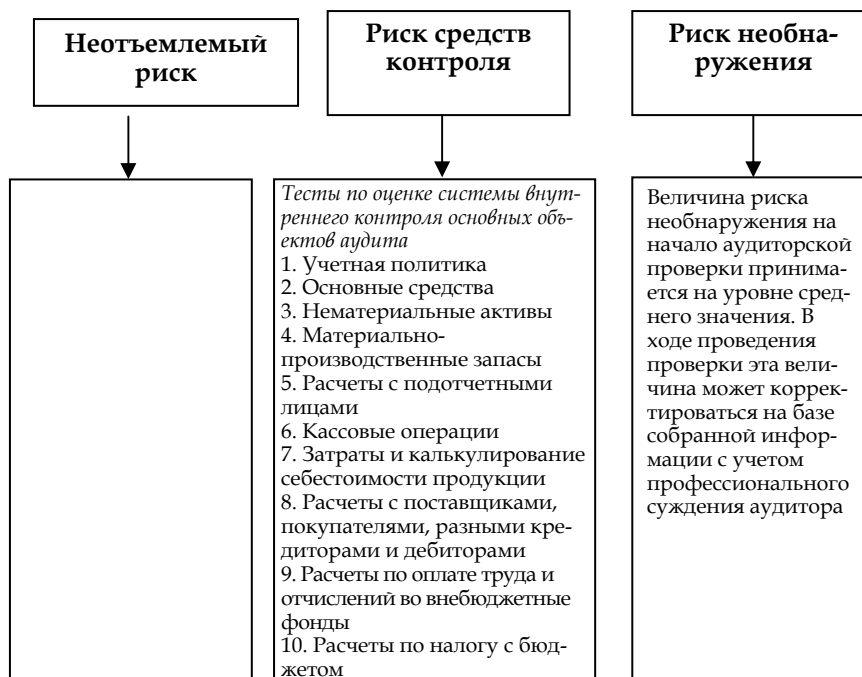 Неотъемлемый
риск
Риск средств
контроля
Риск необна-
ружения
Тесты по оценке системы внут-
реннего контроля основных объ-
ектов аудита
1. Учетная политика
2. Основные средства
3. Нематериальные активы
4. Материально-
производственные запасы
5. Расчеты с подотчетными
лицами
6. Кассовые операции
7. Затраты и калькулирование
себестоимости продукции
8. Расчеты с поставщиками,
покупателями, разными кре-
диторами и дебиторами
9. Расчеты по оплате труда и
отчислений во внебюджетные
фонды
10. Расчеты по налогу с бюд-
жетом
Величина риска
необнаружения на
начало аудиторской
проверки принима-
ется на уровне сред-
него значения. В
ходе проведения
проверки эта вели-
чина может коррек-
тироваться на базе
собранной инфор-
мации с учетом
профессионального
суждения аудитора